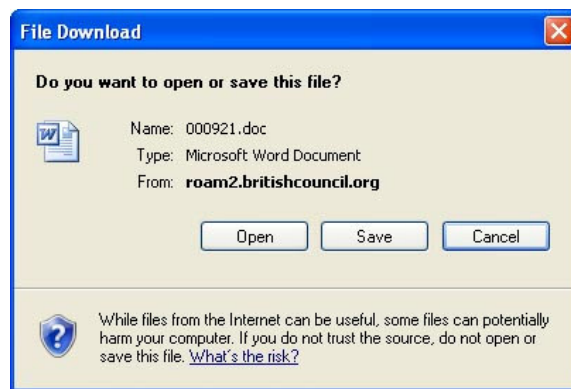 File Download
Do you want to open or save this file?
Name: 000921.doc
Type: Microsoft Word Document
From: roam2.britishcouncil.org
Open Save Cancel
While files from the Internet can be useful, some files can potentially
harm your computer. If you do not trust the source, do not open or
save this file. What's the risk?